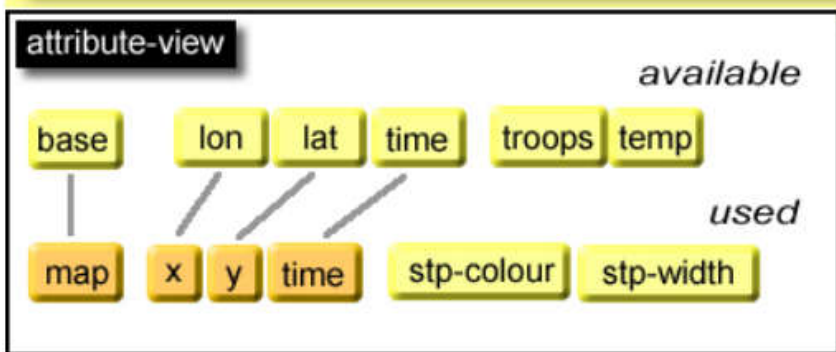 attribute-view
available
base lon lat time troops temp
used
map x y time stp-colour stp-width